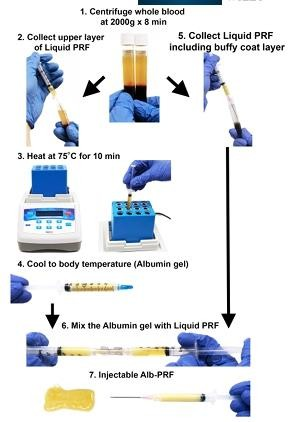 1. Centrifuge whole blood
at 2000g x 8 min
2. Collect upper layer
of Liquid PRF
5. Collect Liquid PRF
including buffy coat layer
3. Heat at 75°C for 10 min
4. Cool to body temperature (Albumin gel)
6. Mix the Albumin gel with Liquid PRF
7. Injectable Alb-PRF